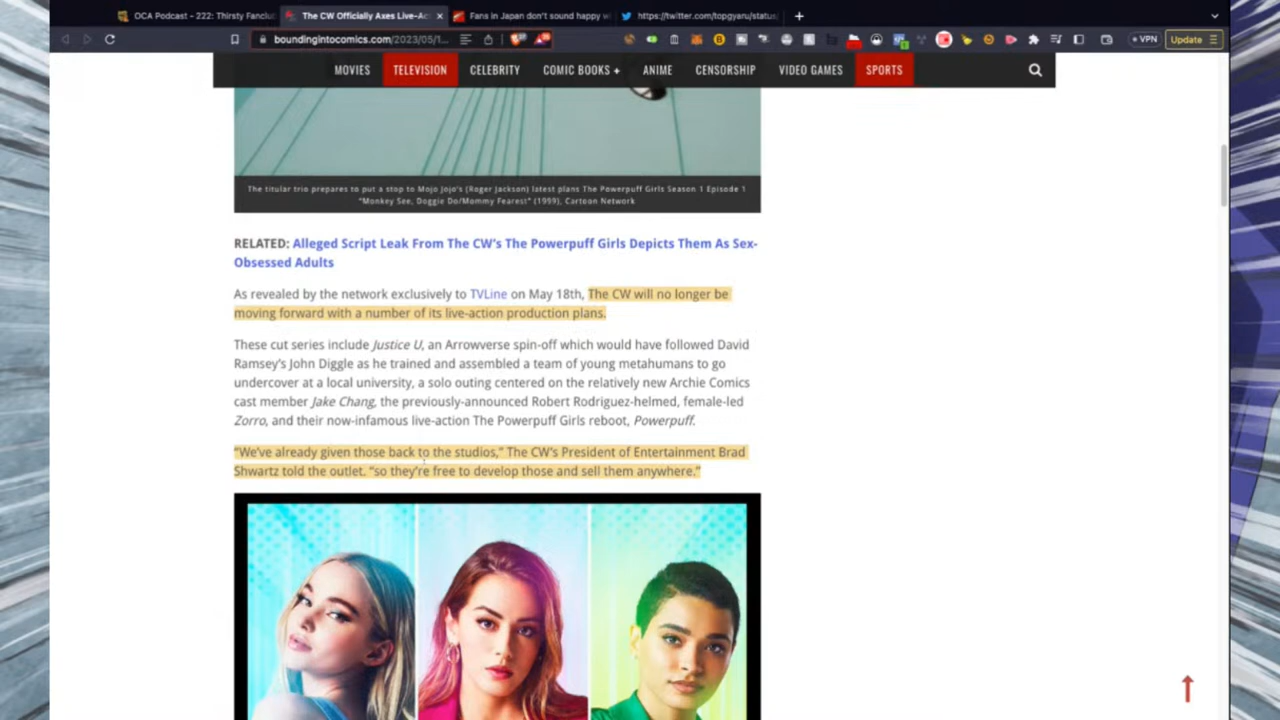 OCA Podcast - 222: Thirsty Fanclu
The CW Officially Axes Live-Ac
Fans in Japan don't sound happy w
https://twitter.com/topgyaru/status
boundingintocomics.com/2023/05/1...
VPN
Update
MOVIES
TELEVISION
CELEBRITY
COMIC BOOKS +
ANIME
CENSORSHIP
VIDEO GAMES
SPORTS
The titular trio prepares to put a stop to Mojo Jojo's (Roger Jackson) latest plans The Powerpuff Girls Season 1 Episode 1
"Monkey See, Doggie Do/Mommy Fearest" (1999), Cartoon Network
RELATED: Alleged Script Leak From The CW's The Powerpuff Girls Depicts Them As Sex-
Obsessed Adults
As revealed by the network exclusively to TVLine on May 18th, The CW will no longer be
moving forward with a number of its live-action production plans.
These cut series include Justice U, an Arrowverse spin-off which would have followed David
Ramsey's John Diggle as he trained and assembled a team of young metahumans to go
undercover at a local university, a solo outing centered on the relatively new Archie Comics
cast member Jake Chang, the previously-announced Robert Rodriguez-helmed, female-led
Zorro, and their now-infamous live-action The Powerpuff Girls reboot, Powerpuff.
"We've already given those back to the studios," The CW's President of Entertainment Brad
Shwartz told the outlet. "so they're free to develop those and sell them anywhere."